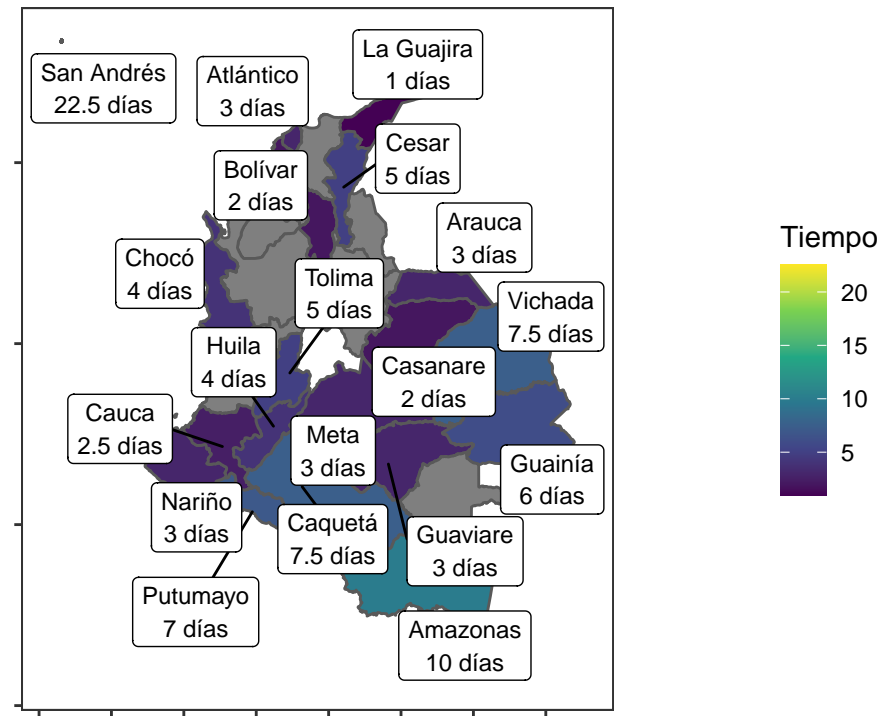 La Guajira
1 días
San Andrés
22.5 días
Atlántico
3 días
Cesar
5 días
Bolívar
2 días
Arauca
3 días
Chocó
4 días
Tolima
5 días
Vichada
7.5 días
Huila
4 días
Casanare
2 días
Cauca
2.5 días
Meta
3 días
Guainía
6 días
Nariño
3 días
Caquetá
7.5 días
Guaviare
3 días
Putumayo
7 días
Amazonas
10 días
Tiempo
20
15
10
5